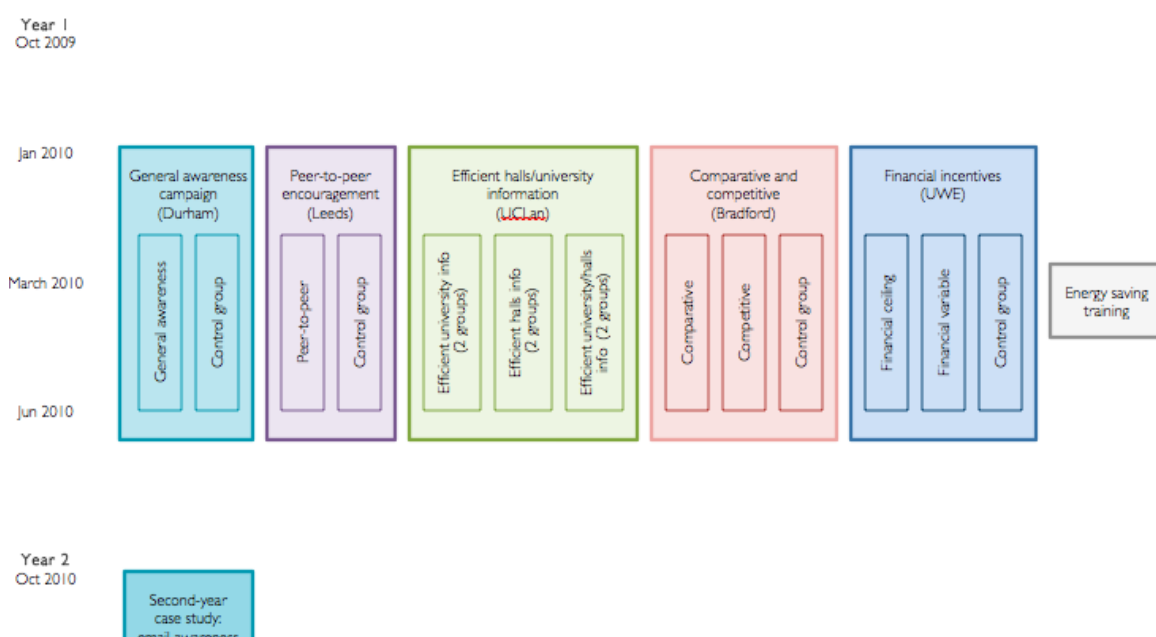 Year 1
Oct 2009
Jan 2010
General awareness
campaign
(Durham)
General awareness
Control group
Peer-to-peer
encouragement
(Leeds)
Peer-to-peer
Control group
Efficient halls/university
information
(UCLan)
Efficient university info
(2 groups)
Efficient halls info
(2 groups)
Efficient university/halls
info (2 groups)
Comparative and
competitive
(Bradford)
Comparative
Competitive
Control group
Financial incentives
(UWE)
Financial ceiling
Financial variable
Control group
March 2010
Energy saving
training
Jun 2010
Year 2
Oct 2010
Second-year
case study:
email awareness